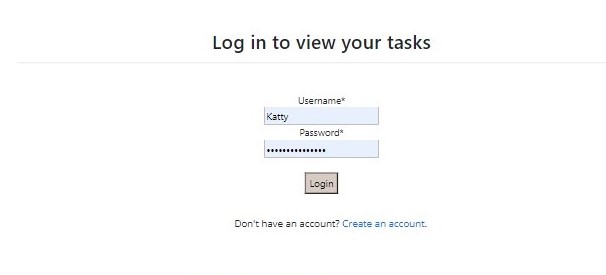 Log in to view your tasks
Username*
Katty
Password*
•••••••••••••••
Login
Don't have an account? Create an account.